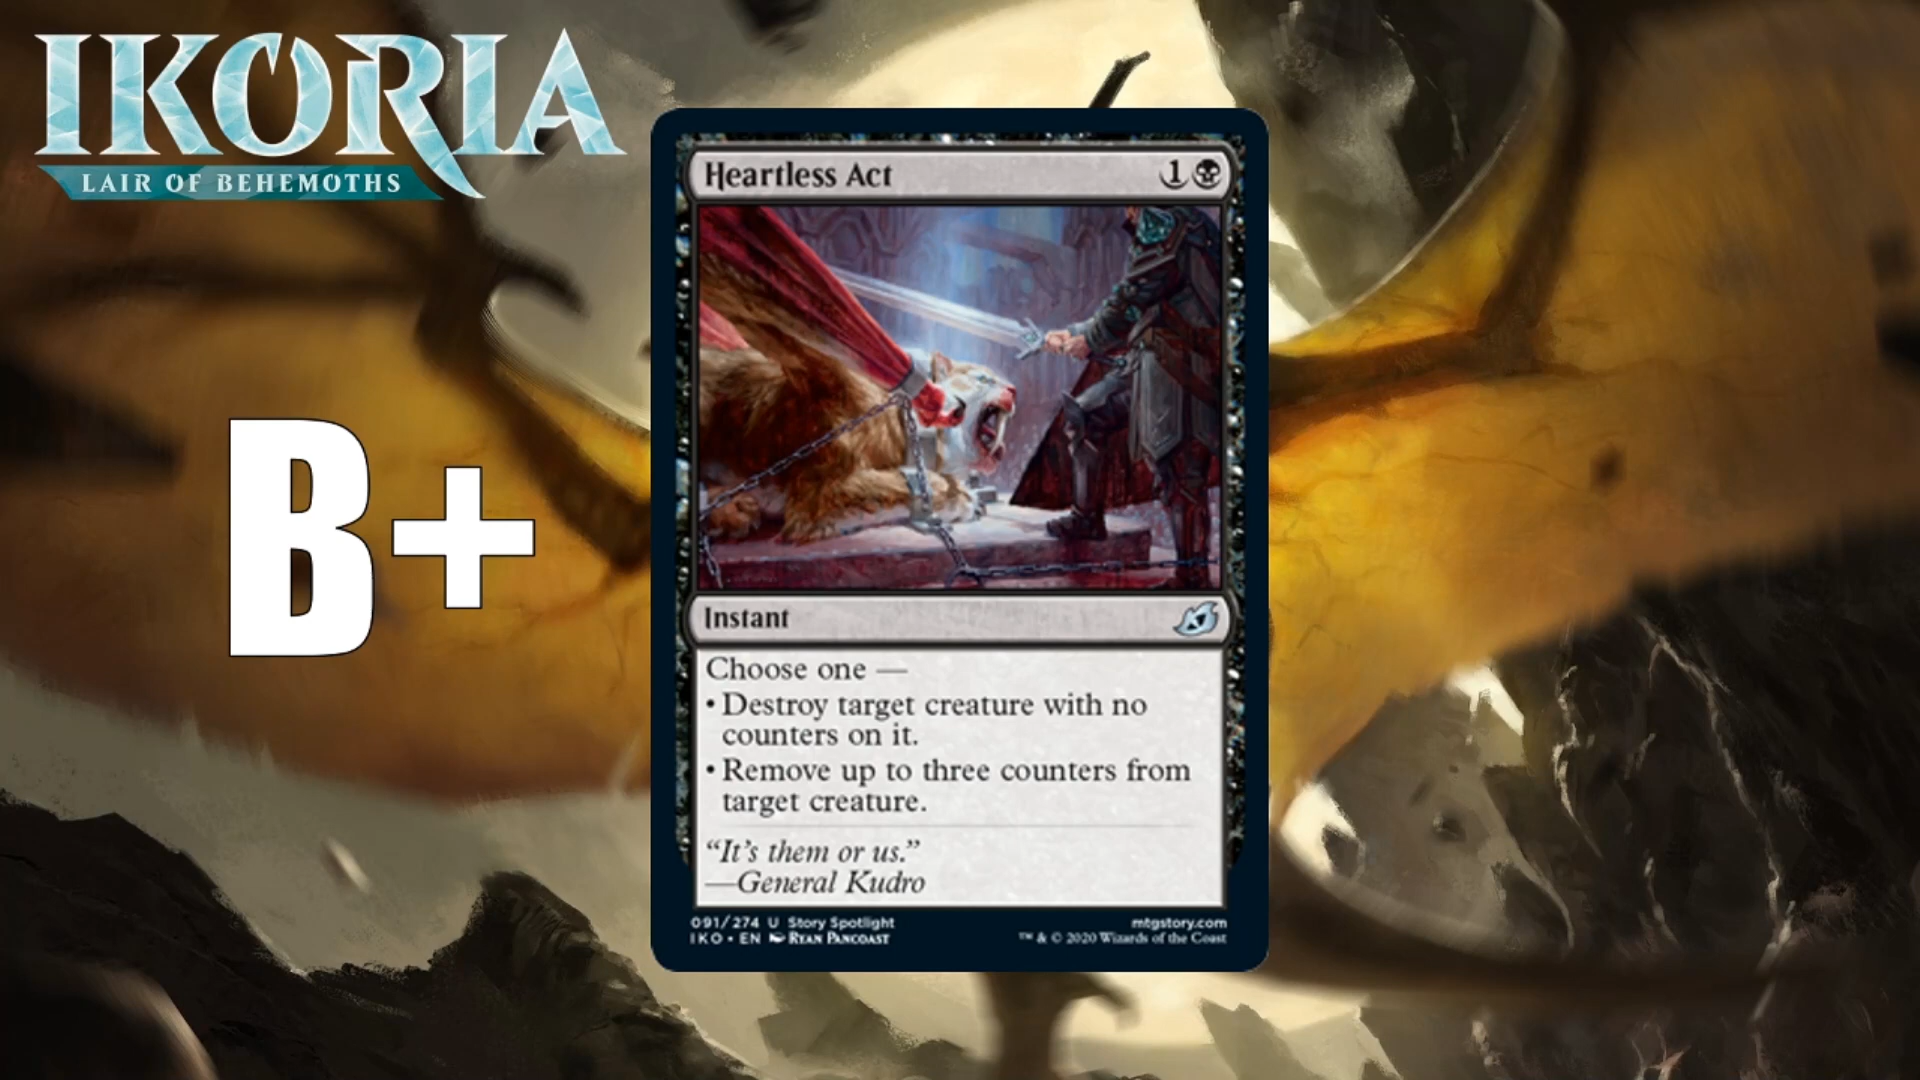 IKORIA
LAIR OF BEHEMOTHS
B+
Heartless Act
1
Instant
Choose one —
• Destroy target creature with no
counters on it.
• Remove up to three counters from
target creature.
“It’s them or us.”
—General Kudro
091/274 U Story Spotlight
IKO • EN Ryan Pancoast
mtgstory.com
™ & © 2020 Wizards of the Coast